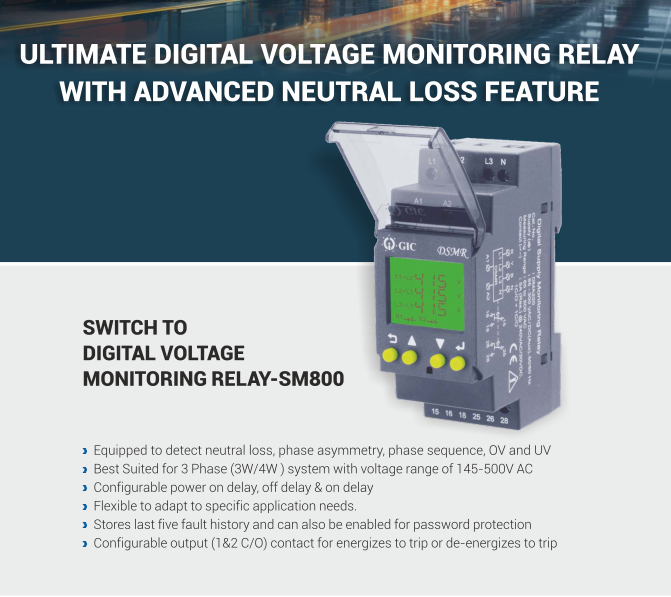 ULTIMATE DIGITAL VOLTAGE MONITORING RELAY
WITH ADVANCED NEUTRAL LOSS FEATURE
L1
L3 N
A1 A2
GIC
DSMR
Digital Supply Monitoring Relay
SWITCH TO
DIGITAL VOLTAGE
MONITORING RELAY-SM800
15 16 18 25 26 28
Equipped to detect neutral loss, phase asymmetry, phase sequence, OV and UV
Best Suited for 3 Phase (3W/4W ) system with voltage range of 145-500V AC
Configurable power on delay, off delay & on delay
Flexible to adapt to specific application needs.
Stores last five fault history and can also be enabled for password protection
Configurable output (1&2 C/O) contact for energizes to trip or de-energizes to trip